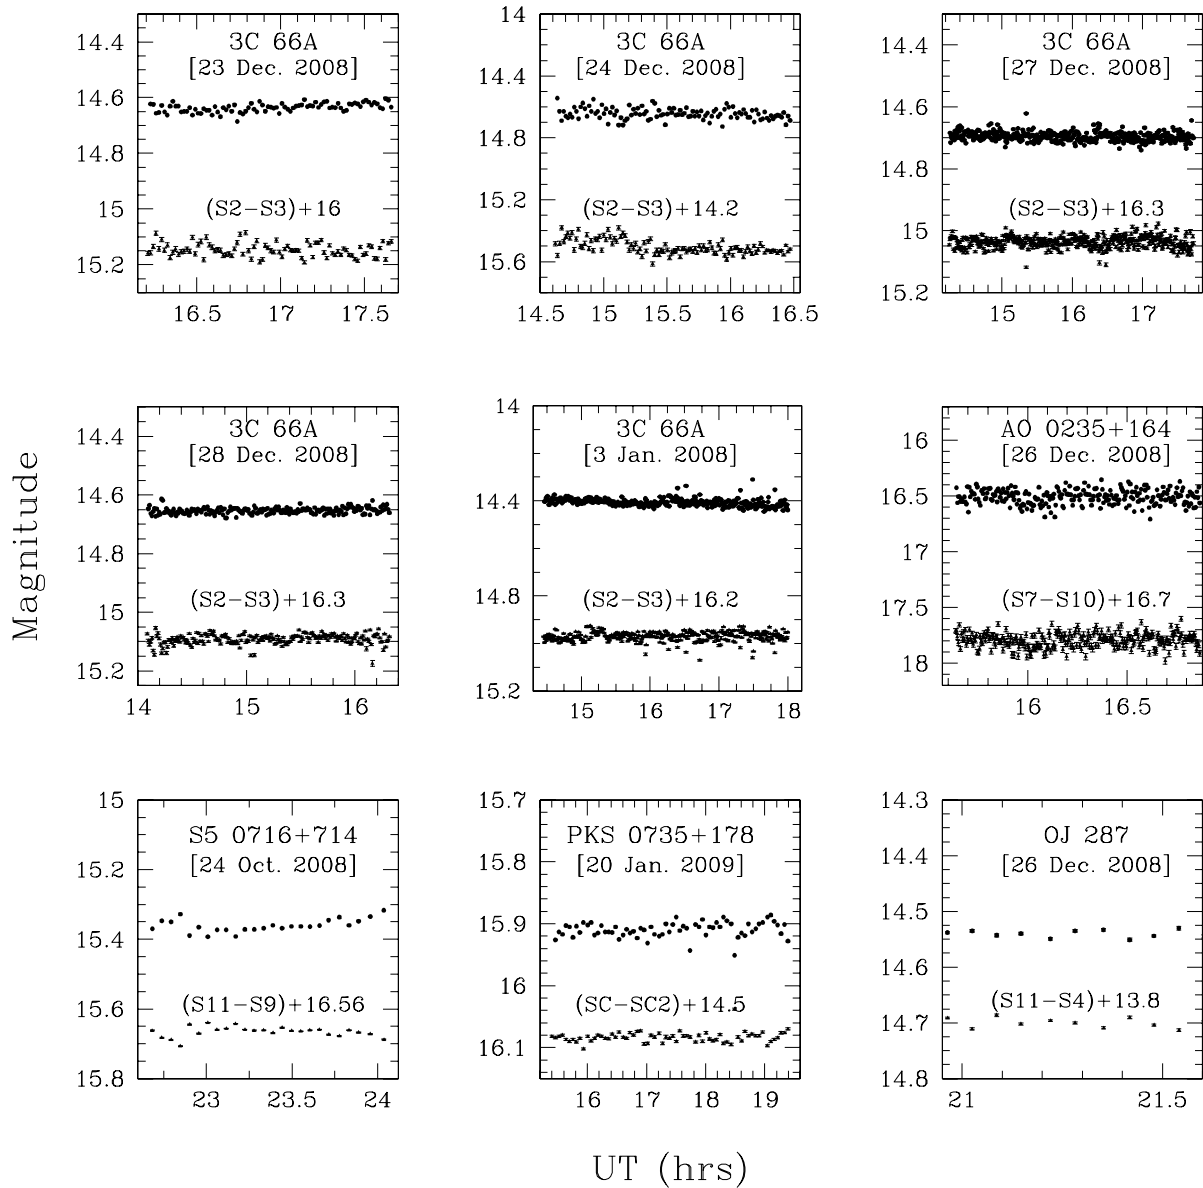 3C 66A
[23 Dec. 2008]
(S2−S3)+16
14.4
14.6
14.8
15
15.2
16.5
17
17.5
3C 66A
[24 Dec. 2008]
(S2−S3)+14.2
14
14.4
14.8
15.2
15.6
14.5
15
15.5
16
16.5
3C 66A
[27 Dec. 2008]
(S2−S3)+16.3
14.4
14.6
14.8
15
15.2
15
16
17
3C 66A
[28 Dec. 2008]
(S2−S3)+16.3
14.4
14.6
14.8
15
15.2
14
15
16
3C 66A
[3 Jan. 2008]
(S2−S3)+16.2
14
14.4
14.8
15.2
15
16
17
18
AO 0235+164
[26 Dec. 2008]
(S7−S10)+16.7
16
16.5
17
17.5
18
16
16.5
Magnitude
S5 0716+714
[24 Oct. 2008]
(S11−S9)+16.56
15
15.2
15.4
15.6
15.8
23
23.5
24
PKS 0735+178
[20 Jan. 2009]
(SC−SC2)+14.5
15.7
15.8
15.9
16
16.1
16
17
18
19
OJ 287
[26 Dec. 2008]
(S11−S4)+13.8
14.3
14.4
14.5
14.6
14.7
14.8
21
21.5
UT (hrs)